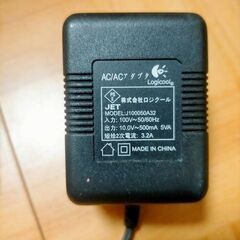 AC/ACアダプタ
Logicool
株式会社ロジクール
JET
MODEL:J100050A32
入力: 100V~50/60Hz
出力: 10.0V~500mA 5VA
短絡2次電流: 3.2A
MADE IN CHINA